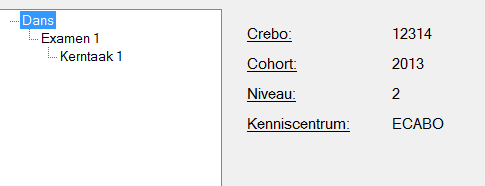 Dans
Examen 1
Kerntaak 1
Crebo: 12314
Cohort: 2013
Niveau: 2
Kenniscentrum: ECABO